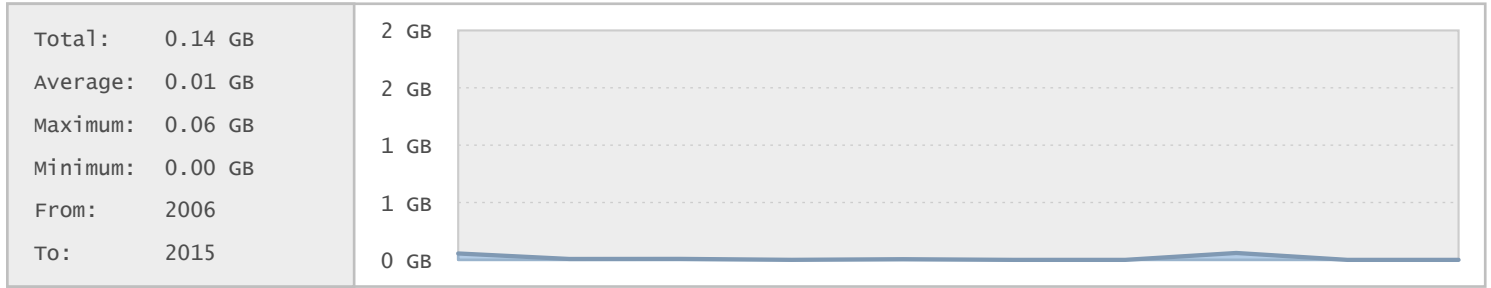 Total: 0.14 GB
Average: 0.01 GB
Maximum: 0.06 GB
Minimum: 0.00 GB
From: 2006
To: 2015
2 GB
2 GB
1 GB
1 GB
0 GB